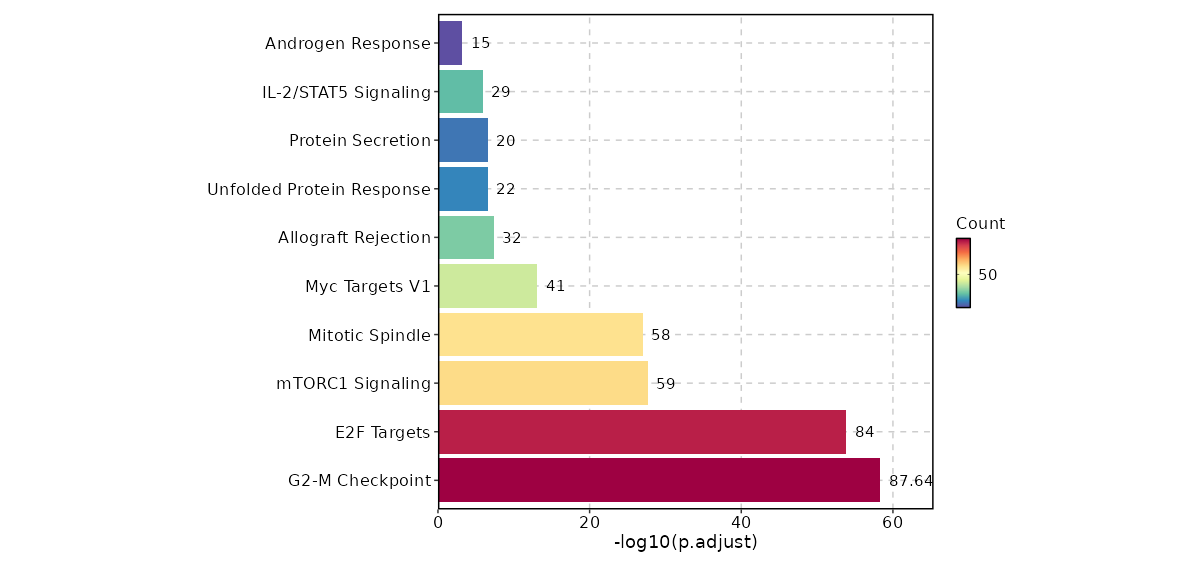 Androgen Response 15
IL-2/STAT5 Signaling 29
Protein Secretion 20
Unfolded Protein Response 22
Allograft Rejection 32
Myc Targets V1 41
Mitotic Spindle 58
mTORC1 Signaling 59
E2F Targets 84
G2-M Checkpoint 87.64
0 20 40 60
-log10(p.adjust)
Count
50